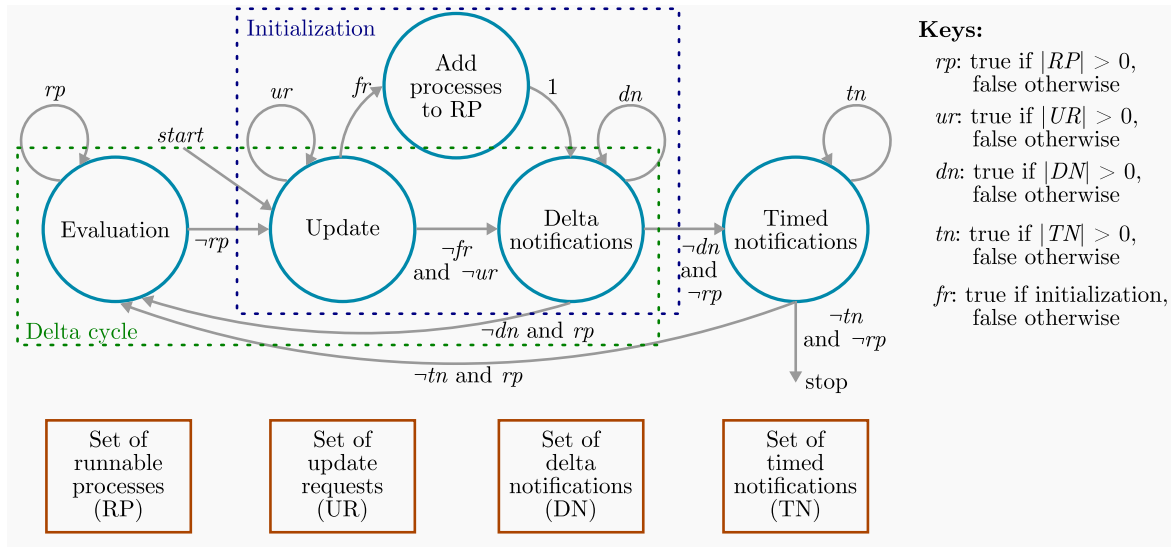 Initialization
Keys:
rp
start
ur
fr
Add
processes
to RP
1
dn
tn
Evaluation
¬rp
Update
¬fr
and ¬ur
Delta
notifications
¬dn
and
¬rp
Timed
notifications
Delta cycle
¬dn and rp
¬tn and rp
¬tn
and ¬rp
stop
rp: true if |RP| > 0,
false otherwise
ur: true if |UR| > 0,
false otherwise
dn: true if |DN| > 0,
false otherwise
tn: true if |TN| > 0,
false otherwise
fr: true if initialization,
false otherwise
Set of
runnable
processes
(RP)
Set of
update
requests
(UR)
Set of
delta
notifications
(DN)
Set of
timed
notifications
(TN)